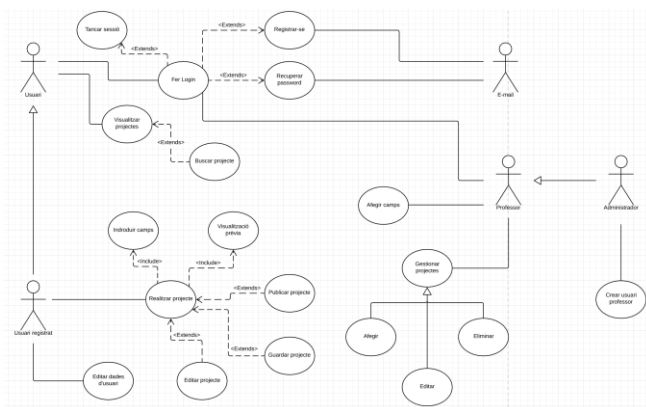 Tancar sessió
<Extends>
Registrar-se
<Extends>
Usuari
Fer Login
<Extends>
Recuperar
password
E-mail
Visualitzar
projectes
<Extends>
Buscar projecte
Professor
Administrador
Afegir camps
Indroduir camps
Visualització
prèvia
<Include>
<Include>
Gestionar
projectes
Realitzar projecte
<Extends>
Publicar projecte
Crear usuari
professor
Usuari registrat
<Extends>
<Extends>
Guardar projecte
Afegir
Eliminar
Editar dades
d'usuari
Editar projecte
Editar